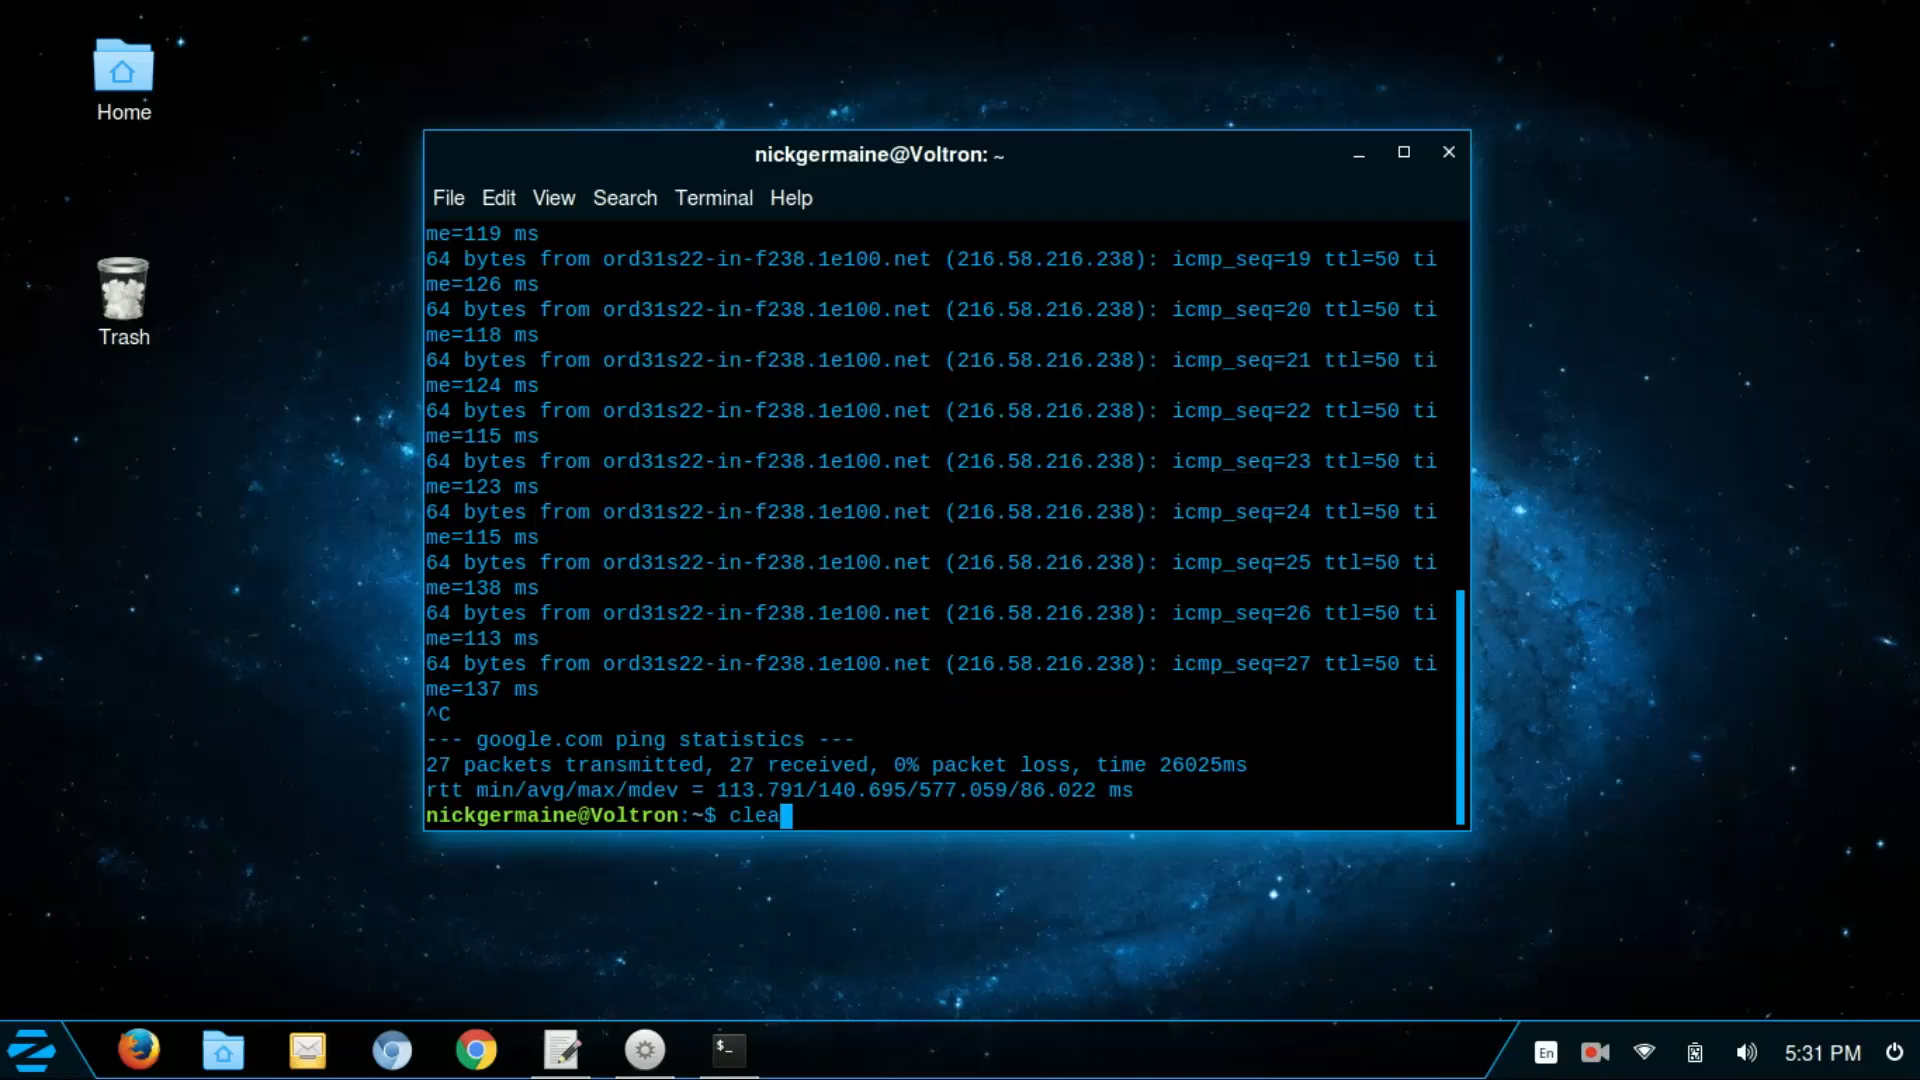 Home
Trash
nickgermaine@Voltron: ~
File Edit View Search Terminal Help
me=119 ms
64 bytes from ord31s22-in-f238.1e100.net (216.58.216.238): icmp_seq=19 ttl=50 ti
me=126 ms
64 bytes from ord31s22-in-f238.1e100.net (216.58.216.238): icmp_seq=20 ttl=50 ti
me=118 ms
64 bytes from ord31s22-in-f238.1e100.net (216.58.216.238): icmp_seq=21 ttl=50 ti
me=124 ms
64 bytes from ord31s22-in-f238.1e100.net (216.58.216.238): icmp_seq=22 ttl=50 ti
me=115 ms
64 bytes from ord31s22-in-f238.1e100.net (216.58.216.238): icmp_seq=23 ttl=50 ti
me=123 ms
64 bytes from ord31s22-in-f238.1e100.net (216.58.216.238): icmp_seq=24 ttl=50 ti
me=115 ms
64 bytes from ord31s22-in-f238.1e100.net (216.58.216.238): icmp_seq=25 ttl=50 ti
me=138 ms
64 bytes from ord31s22-in-f238.1e100.net (216.58.216.238): icmp_seq=26 ttl=50 ti
me=113 ms
64 bytes from ord31s22-in-f238.1e100.net (216.58.216.238): icmp_seq=27 ttl=50 ti
me=137 ms
^C
--- google.com ping statistics ---
27 packets transmitted, 27 received, 0% packet loss, time 26025ms
rtt min/avg/max/mdev = 113.791/140.695/577.059/86.022 ms
nickgermaine@Voltron:~$ clea
$_
En
5:31 PM